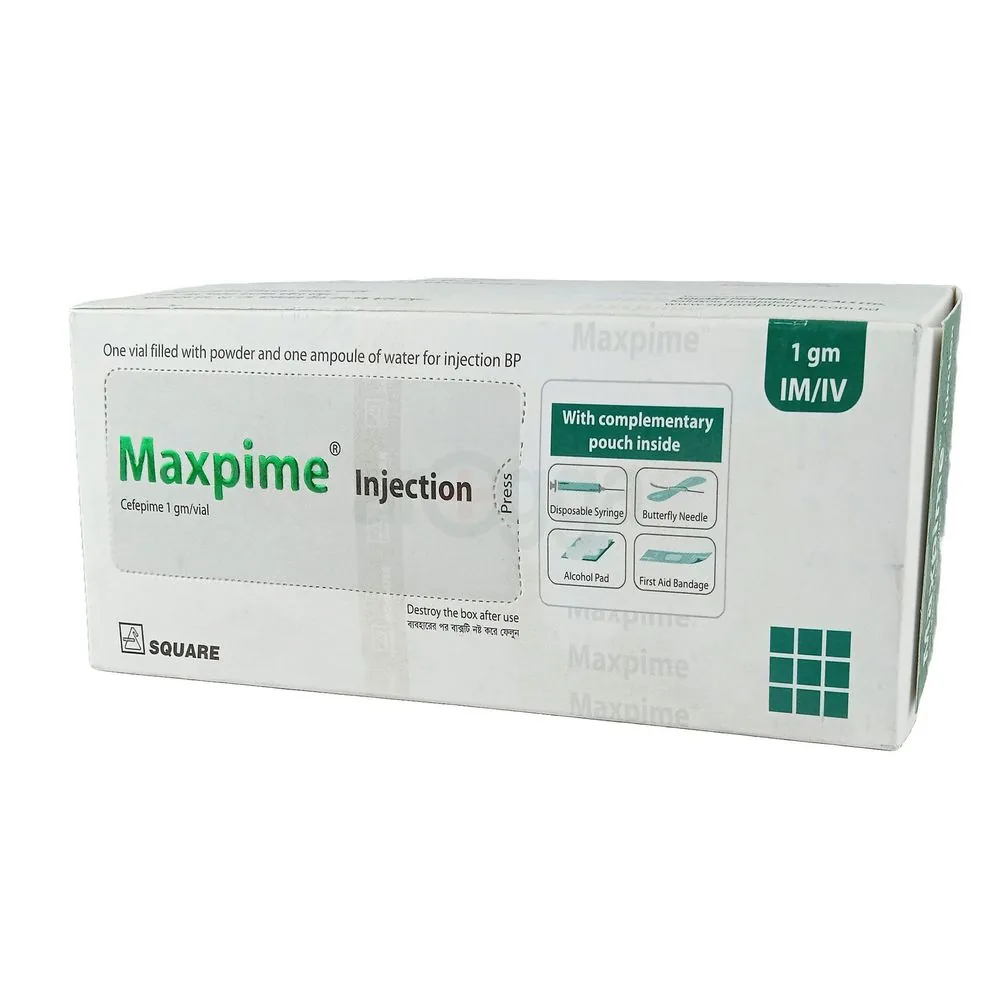 One vial filled with powder and one ampoule of water for injection BP
Maxpime® Injection
Cefepime 1 gm/vial
Press
Destroy the box after use
ব্যবহারের পর বাক্সটি নষ্ট করে ফেলুন
SQUARE
Maxpime
1 gm
IM/IV
With complementary
pouch inside
Disposable Syringe
Butterfly Needle
Alcohol Pad
First Aid Bandage
Maxpime
Maxpime
Maxpime